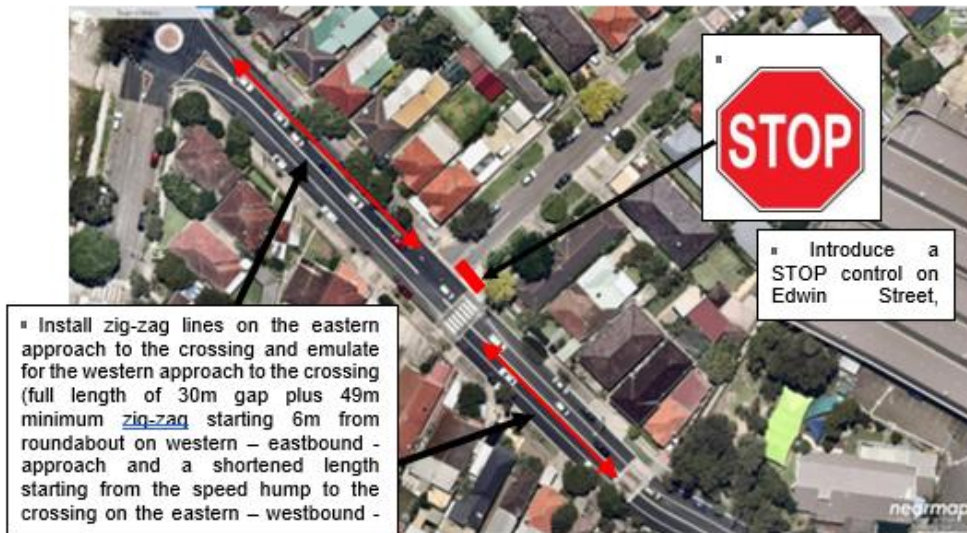 STOP
Introduce a
STOP control on
Edwin Street,
Install zig-zag lines on the eastern
approach to the crossing and emulate
for the western approach to the crossing
(full length of 30m gap plus 49m
minimum zig-zag starting 6m from
roundabout on western – eastbound -
approach and a shortened length
starting from the speed hump to the
crossing on the eastern – westbound -
nearmap